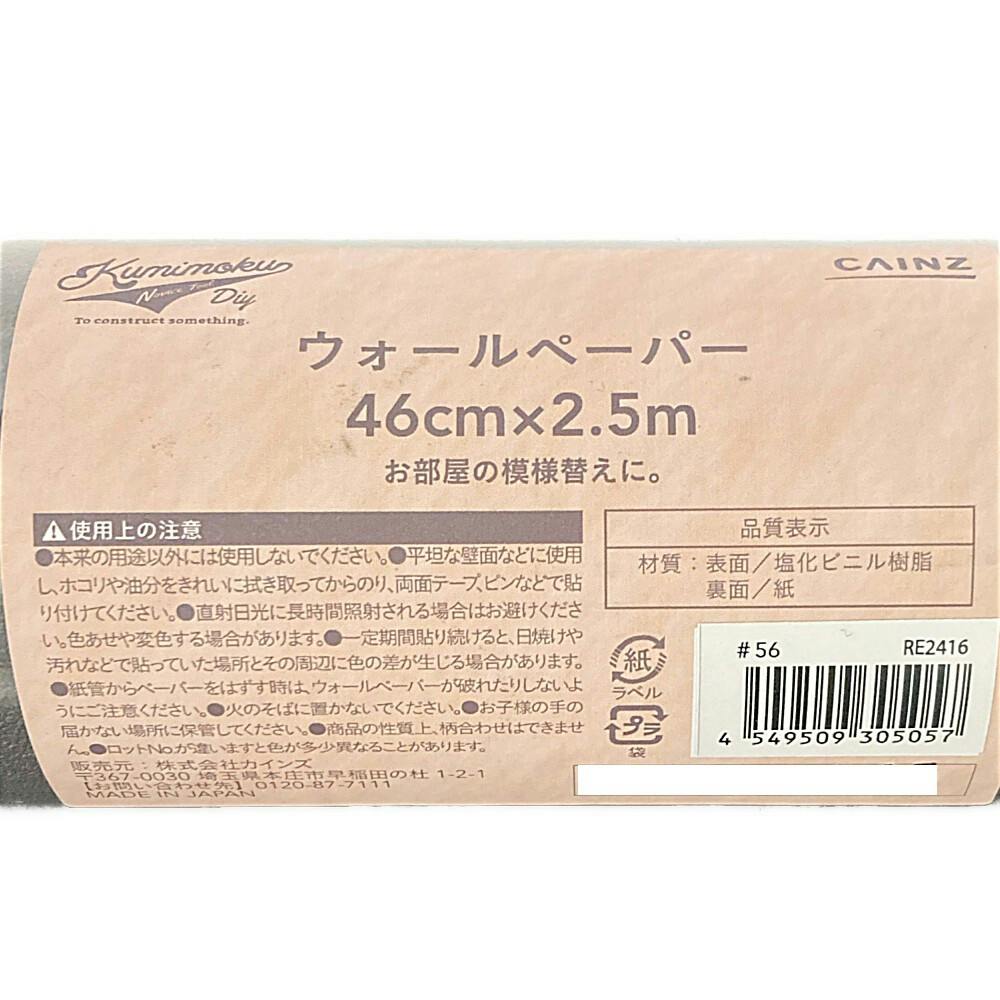 Kumimoku
Novice Tool
Diy
To construct something.
CAINZ
ウォールペーパー
46cm×2.5m
お部屋の模様替えに。
使用上の注意
●本来の用途以外には使用しないでください。●平坦な壁面などに使用
し、ホコリや油分をきれいに拭き取ってからのり、両面テープ、ピンなどで貼
り付けてください。●直射日光に長時間照射される場合はお避けくださ
い。色あせや変色する場合があります。●一定期間貼り続けると、日焼けや
汚れなどで貼っていた場所とその周辺に色の差が生じる場合があります。
●紙管からペーパーをはずす時は、ウォールペーパーが破れたりしないよ
うにご注意ください。●火のそばに置かないでください。●お子様の手の
届かない場所に保管してください。●商品の性質上、柄合わせはできませ
ん。●ロットNo.が違いますと色が多少異なることがあります。
販売元：株式会社カインズ
〒367-0030 埼玉県本庄市早稲田の杜 1-2-1
【お問い合わせ先】0120-87-7111
MADE IN JAPAN
品質表示
材質：表面／塩化ビニル樹脂
裏面／紙
紙
ラベル
プラ
袋
#56 RE2416
4 549509 305057